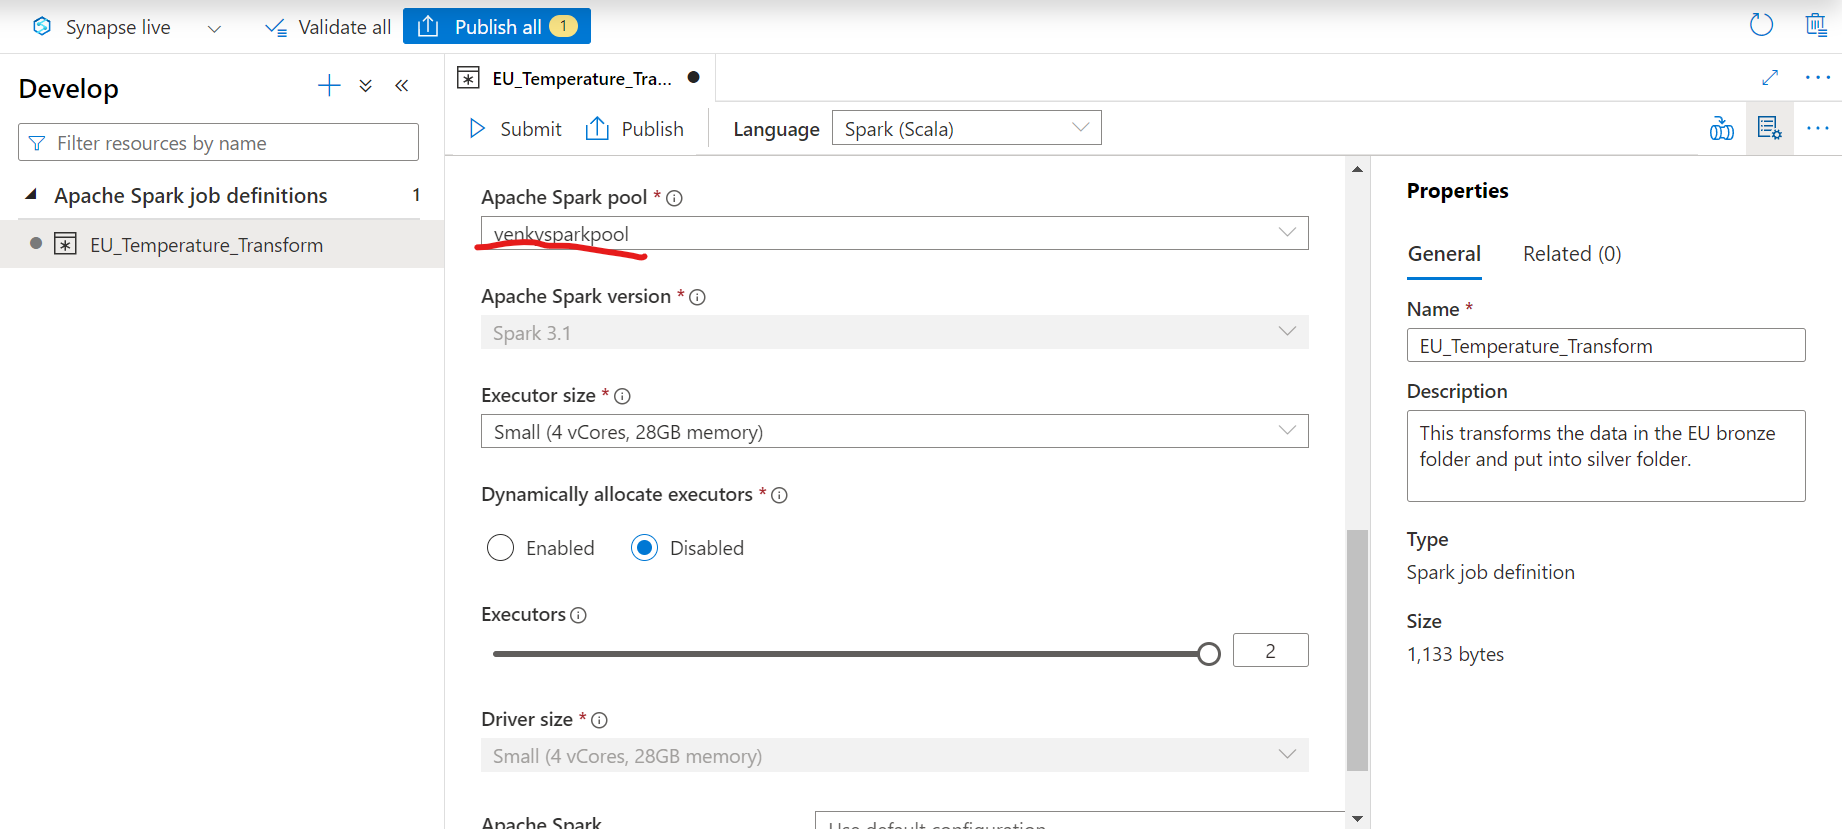 Synapse live
Validate all
Publish all 1
Develop
Filter resources by name
Apache Spark job definitions 1
EU_Temperature_Transform
EU_Temperature_Tra...
Submit
Publish
Language
Spark (Scala)
Apache Spark pool *
venkysparkpool
Apache Spark version *
Spark 3.1
Executor size *
Small (4 vCores, 28GB memory)
Dynamically allocate executors *
Enabled
Disabled
Executors
2
Driver size *
Small (4 vCores, 28GB memory)
Apache Spark
Use default configuration
Properties
General
Related (0)
Name *
EU_Temperature_Transform
Description
This transforms the data in the EU bronze
folder and put into silver folder.
Type
Spark job definition
Size
1,133 bytes